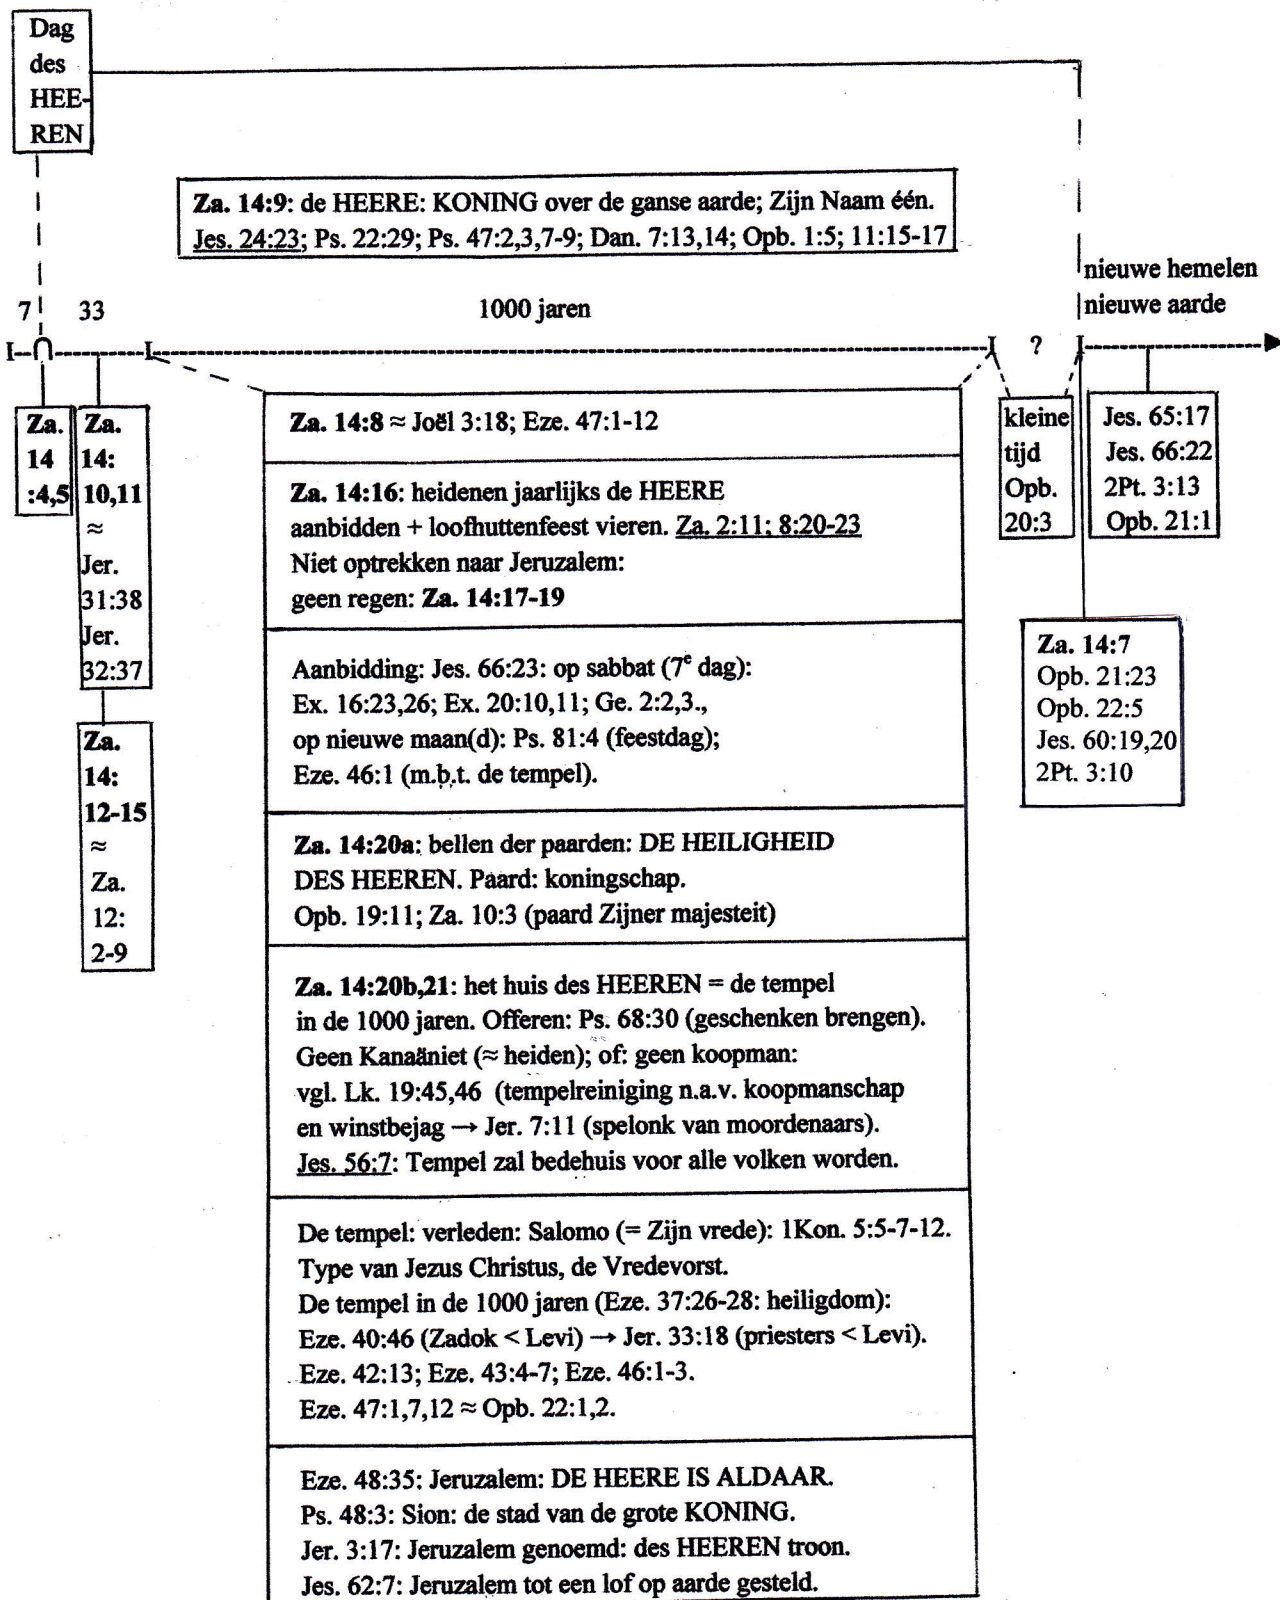 Dag
des
HEE-
REN
Za. 14:9: de HEERE: KONING over de ganse aarde; Zijn Naam één.
Jes. 24:23; Ps. 22:29; Ps. 47:2,3,7-9; Dan. 7:13,14; Opb. 1:5; 11:15-17
nieuwe hemelen
nieuwe aarde
7 33 1000 jaren
?
Za.
14
:4,5
Za.
14:
10,11
≈
Jer.
31:38
Jer.
32:37
Za.
14:
12-15
≈
Za.
12:
2-9
Za. 14:8 ≈ Joël 3:18; Eze. 47:1-12
Za. 14:16: heidenen jaarlijks de HEERE
aanbidden + loofhuttenfeest vieren. Za. 2:11; 8:20-23
Niet optrekken naar Jeruzalem:
geen regen: Za. 14:17-19
Aanbidding: Jes. 66:23: op sabbat (7e dag):
Ex. 16:23,26; Ex. 20:10,11; Ge. 2:2,3.,
op nieuwe maan(d): Ps. 81:4 (feestdag);
Eze. 46:1 (m.b.t. de tempel).
Za. 14:20a: bellen der paarden: DE HEILIGHEID
DES HEEREN. Paard: koningschap.
Opb. 19:11; Za. 10:3 (paard Zijner majesteit)
Za. 14:20b,21: het huis des HEEREN = de tempel
in de 1000 jaren. Offeren: Ps. 68:30 (geschenken brengen).
Geen Kanaäniet (≈ heiden); of: geen koopman:
vgl. Lk. 19:45,46 (tempelreiniging n.a.v. koopmanschap
en winstbejag → Jer. 7:11 (spelonk van moordenaars).
Jes. 56:7: Tempel zal bedehuis voor alle volken worden.
De tempel: verleden: Salomo (= Zijn vrede): 1Kon. 5:5-7-12.
Type van Jezus Christus, de Vredevorst.
De tempel in de 1000 jaren (Eze. 37:26-28: heiligdom):
Eze. 40:46 (Zadok < Levi) → Jer. 33:18 (priesters < Levi).
Eze. 42:13; Eze. 43:4-7; Eze. 46:1-3.
Eze. 47:1,7,12 ≈ Opb. 22:1,2.
Eze. 48:35: Jeruzalem: DE HEERE IS ALDAAR.
Ps. 48:3: Sion: de stad van de grote KONING.
Jer. 3:17: Jeruzalem genoemd: des HEEREN troon.
Jes. 62:7: Jeruzalem tot een lof op aarde gesteld.
kleine
tijd
Opb.
20:3
Jes. 65:17
Jes. 66:22
2Pt. 3:13
Opb. 21:1
Za. 14:7
Opb. 21:23
Opb. 22:5
Jes. 60:19,20
2Pt. 3:10